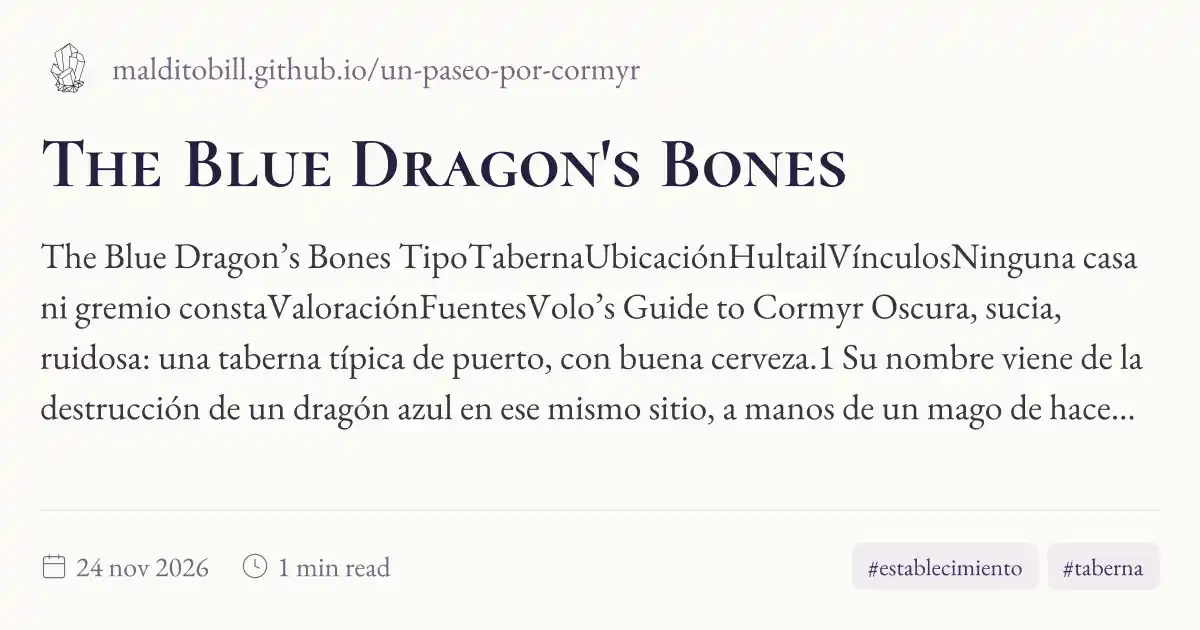 malditobill.github.io/un-paseo-por-cormyr
The Blue Dragon's Bones
The Blue Dragon’s Bones TipoTabernaUbicaciónHultailVínculosNinguna casa
ni gremio constaValoraciónFuentesVolo’s Guide to Cormyr Oscura, sucia,
ruidosa: una taberna típica de puerto, con buena cerveza.1 Su nombre viene de la
destrucción de un dragón azul en ese mismo sitio, a manos de un mago de hace...
24 nov 2026
1 min read
#establecimiento
#taberna